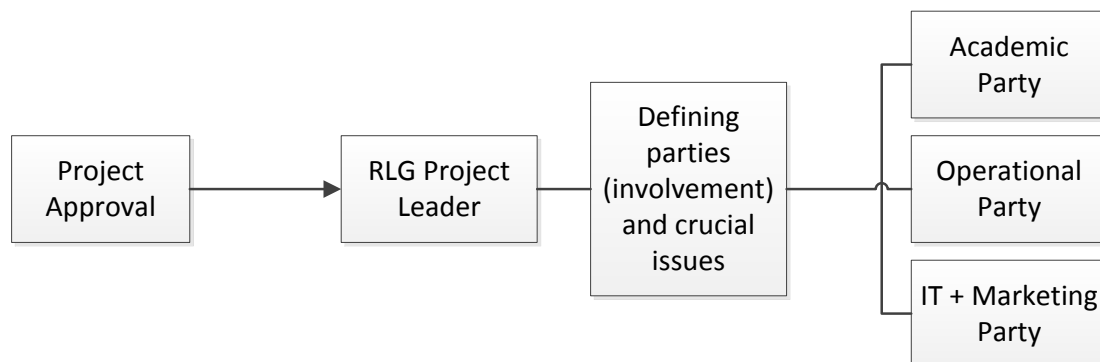 Project
Approval
RLG Project
Leader
Defining
parties
(involvement)
and crucial
issues
Academic
Party
Operational
Party
IT + Marketing
Party